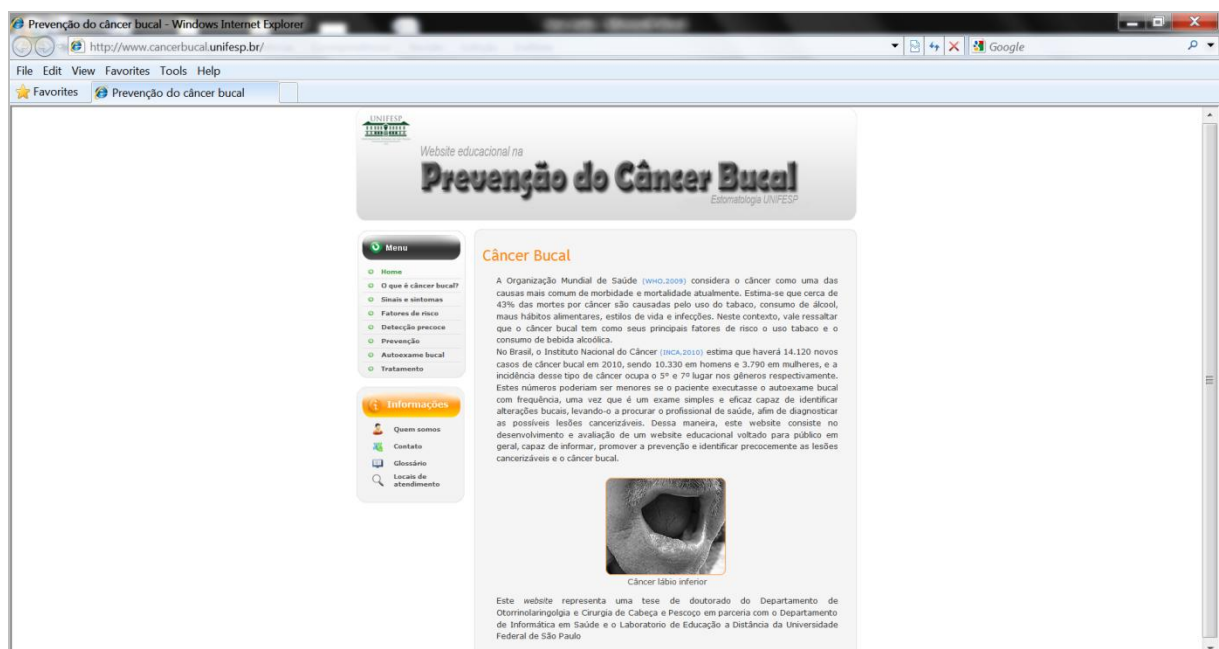 Prevenção do câncer bucal - Windows Internet Explorer
http://www.cancerbucal.unifesp.br/
Google
File Edit View Favorites Tools Help
Favorites
Prevenção do câncer bucal
UNIFESP
Website educacional na
Prevenção do Câncer Bucal
Estomatologia UNIFESP
Menu
Home
O que é câncer bucal?
Sinais e sintomas
Fatores de risco
Detecção precoce
Prevenção
Autoexame bucal
Tratamento
Informações
Quem somos
Contato
Glossário
Locais de
atendimento
Câncer Bucal
A Organização Mundial de Saúde (WHO.2009) considera o câncer como uma das
causas mais comum de morbidade e mortalidade atualmente. Estima-se que cerca de
43% das mortes por câncer são causadas pelo uso do tabaco, consumo de álcool,
maus hábitos alimentares, estilos de vida e infecções. Neste contexto, vale ressaltar
que o câncer bucal tem como seus principais fatores de risco o uso tabaco e o
consumo de bebida alcoólica.
No Brasil, o Instituto Nacional do Câncer (INCA.2010) estima que haverá 14.120 novos
casos de câncer bucal em 2010, sendo 10.330 em homens e 3.790 em mulheres, e a
incidência desse tipo de câncer ocupa o 5º e 7º lugar nos gêneros respectivamente.
Estes números poderiam ser menores se o paciente executasse o autoexame bucal
com frequência, uma vez que é um exame simples e eficaz capaz de identificar
alterações bucais, levando-o a procurar o profissional de saúde, afim de diagnosticar
as possíveis lesões cancerizáveis. Dessa maneira, este website consiste no
desenvolvimento e avaliação de um website educacional voltado para público em
geral, capaz de informar, promover a prevenção e identificar precocemente as lesões
cancerizáveis e o câncer bucal.
Câncer lábio inferior
Este website representa uma tese de doutorado do Departamento de
Otorrinolaringolgia e Cirurgia de Cabeça e Pescoço em parceria com o Departamento
de Informática em Saúde e o Laboratorio de Educação a Distância da Universidade
Federal de São Paulo